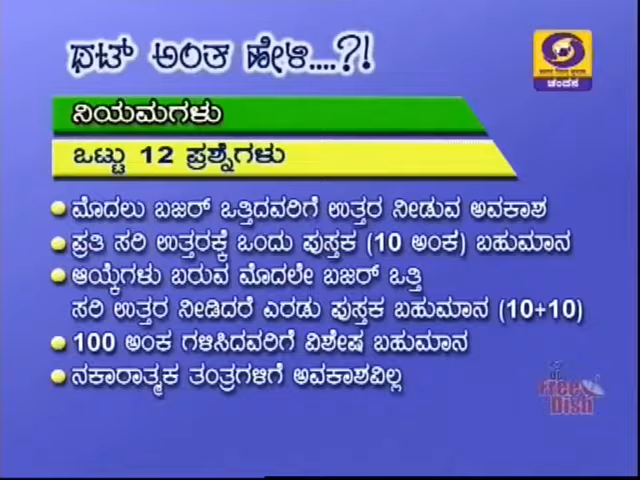 ಥಟ್ ಅಂತ ಹೇಳಿ....?!
ಚಂದನ
ನಿಯಮಗಳು
ಒಟ್ಟು 12 ಪ್ರಶ್ನೆಗಳು
ಮೊದಲು ಬಜರ್ ಒತ್ತಿದವರಿಗೆ ಉತ್ತರ ನೀಡುವ ಅವಕಾಶ
ಪ್ರತಿ ಸರಿ ಉತ್ತರಕ್ಕೆ ಒಂದು ಪುಸ್ತಕ (10 ಅಂಕ) ಬಹುಮಾನ
ಆಯ್ಕೆಗಳು ಬರುವ ಮೊದಲೇ ಬಜರ್ ಒತ್ತಿ
ಸರಿ ಉತ್ತರ ನೀಡಿದರೆ ಎರಡು ಪುಸ್ತಕ ಬಹುಮಾನ (10+10)
100 ಅಂಕ ಗಳಿಸಿದವರಿಗೆ ವಿಶೇಷ ಬಹುಮಾನ
ನಕಾರಾತ್ಮಕ ತಂತ್ರಗಳಿಗೆ ಅವಕಾಶವಿಲ್ಲ
Free
Dish